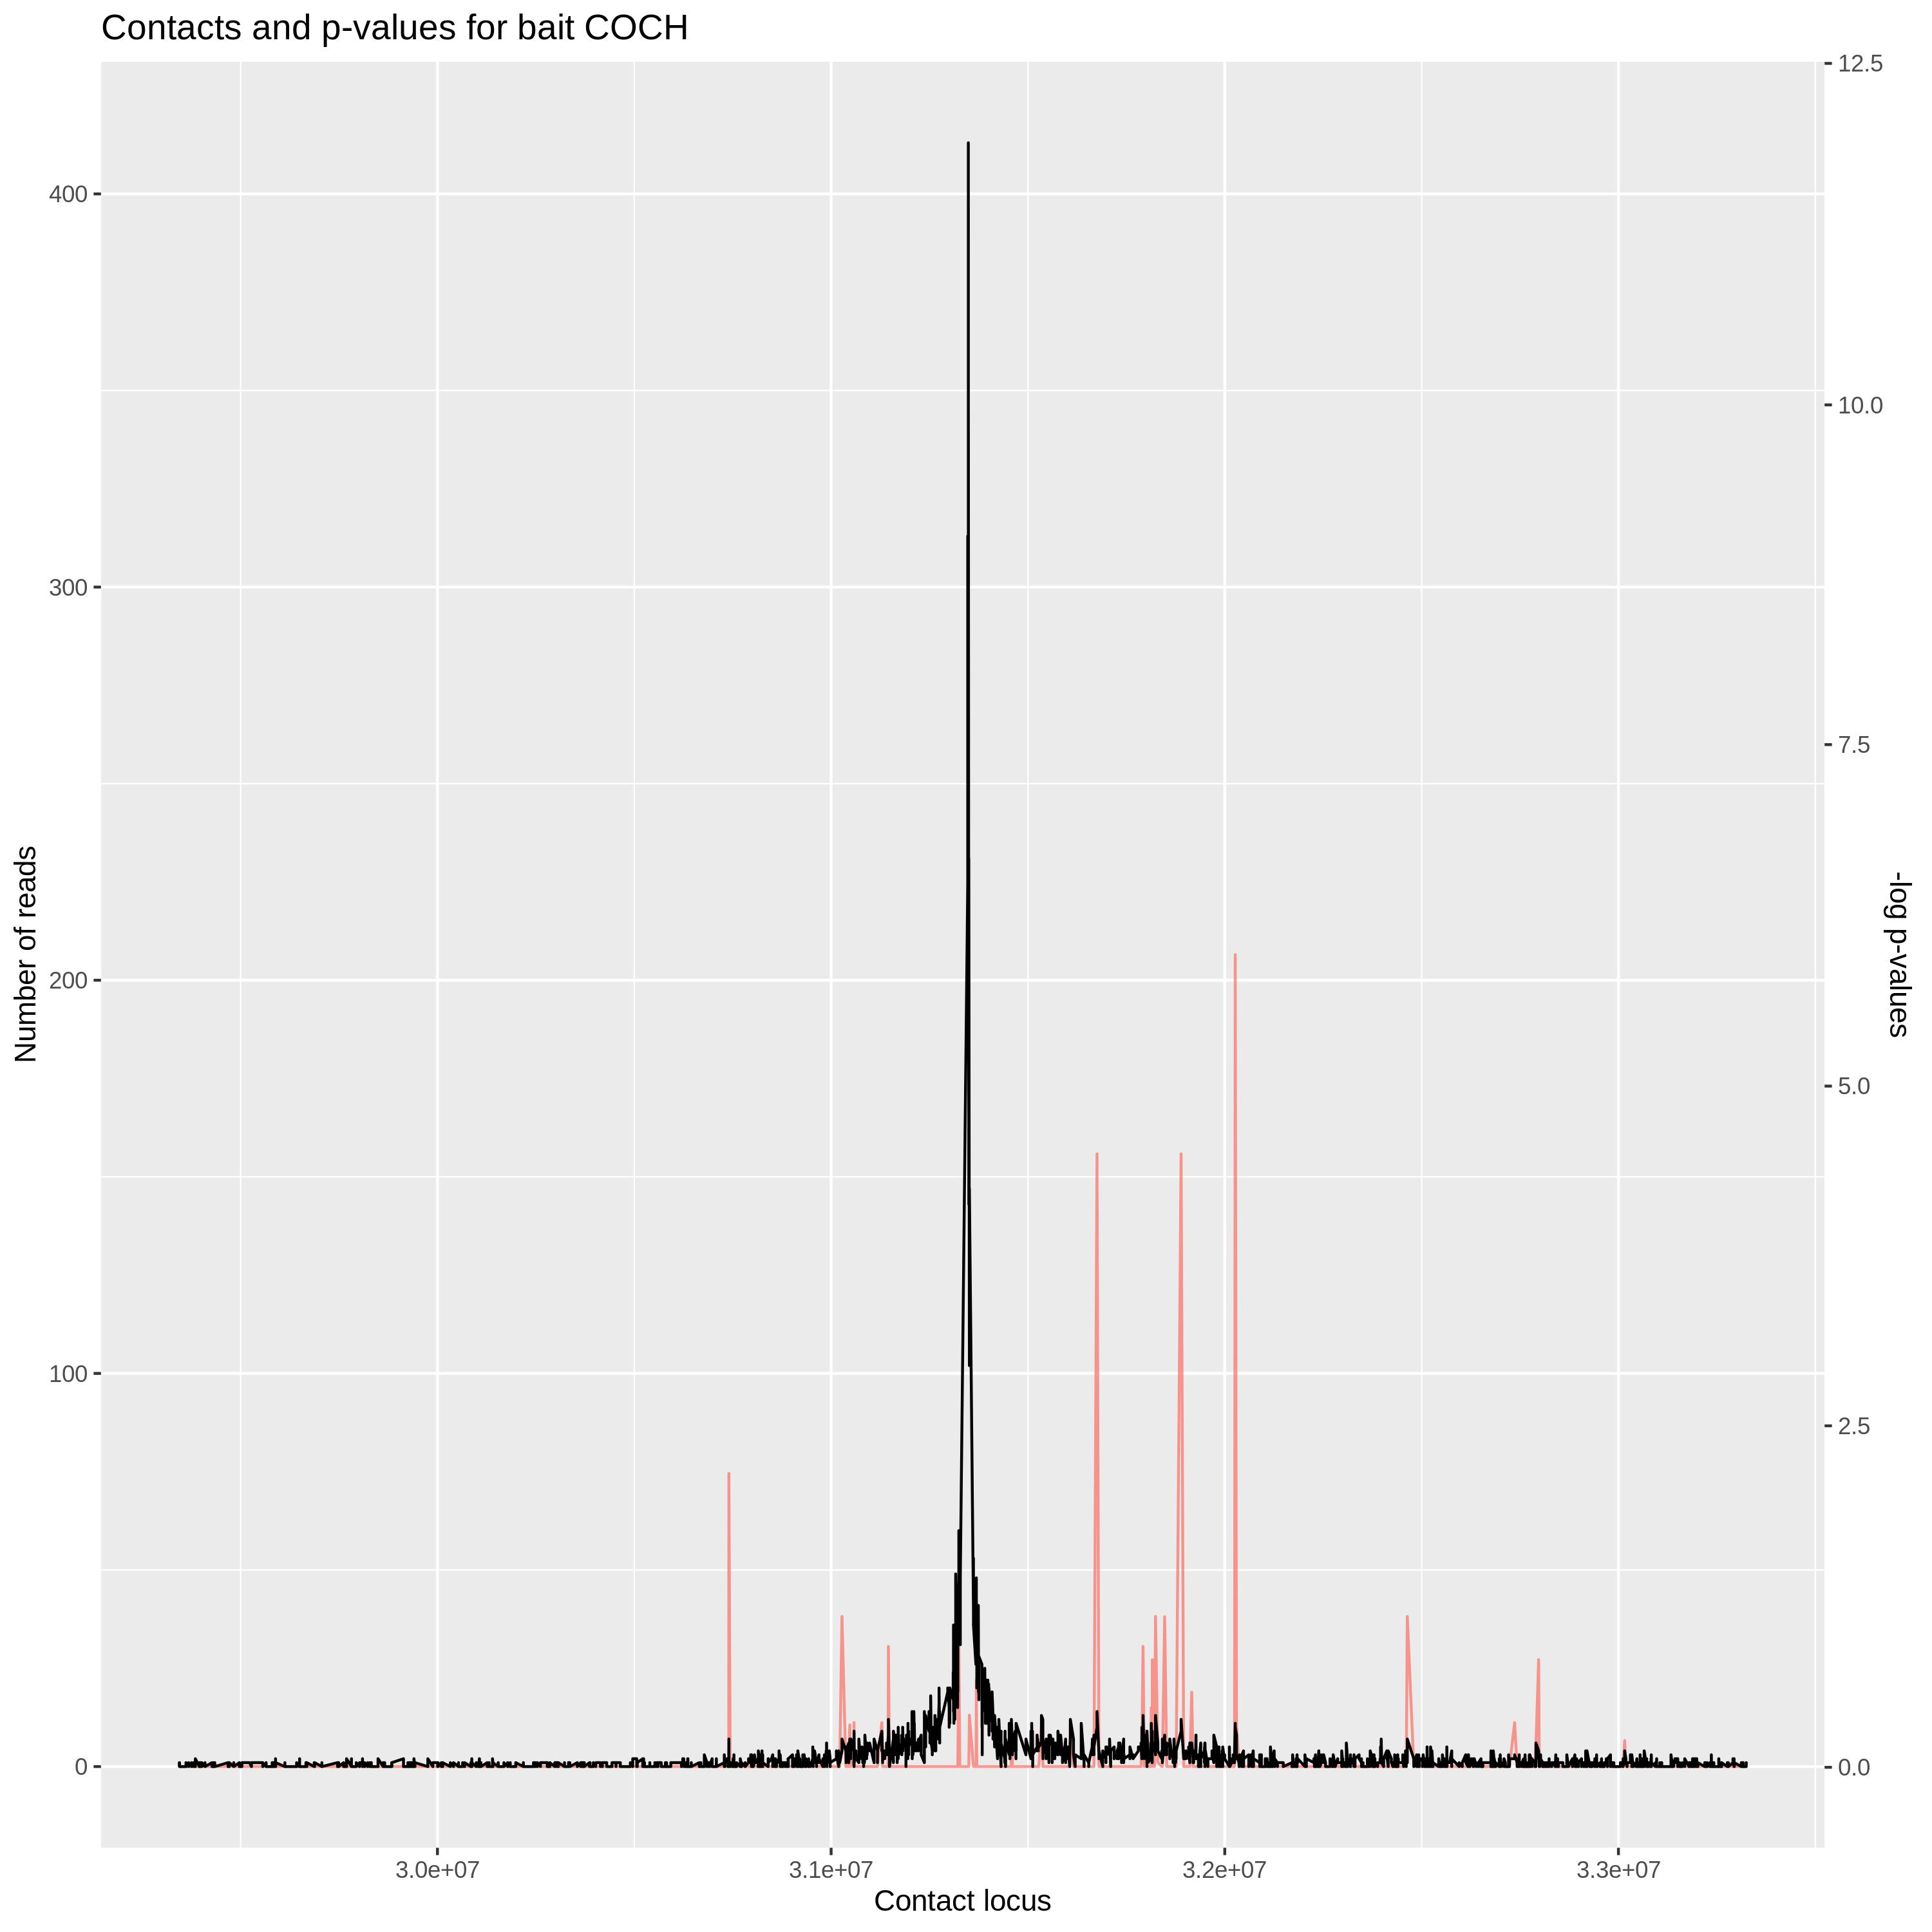 Contacts and p-values for bait COCH
12.5
400
10.0
300
7.5
Number of reads
-log p-values
200
5.0
100
2.5
0
0.0
3.0e+07
3.1e+07
3.2e+07
3.3e+07
Contact locus